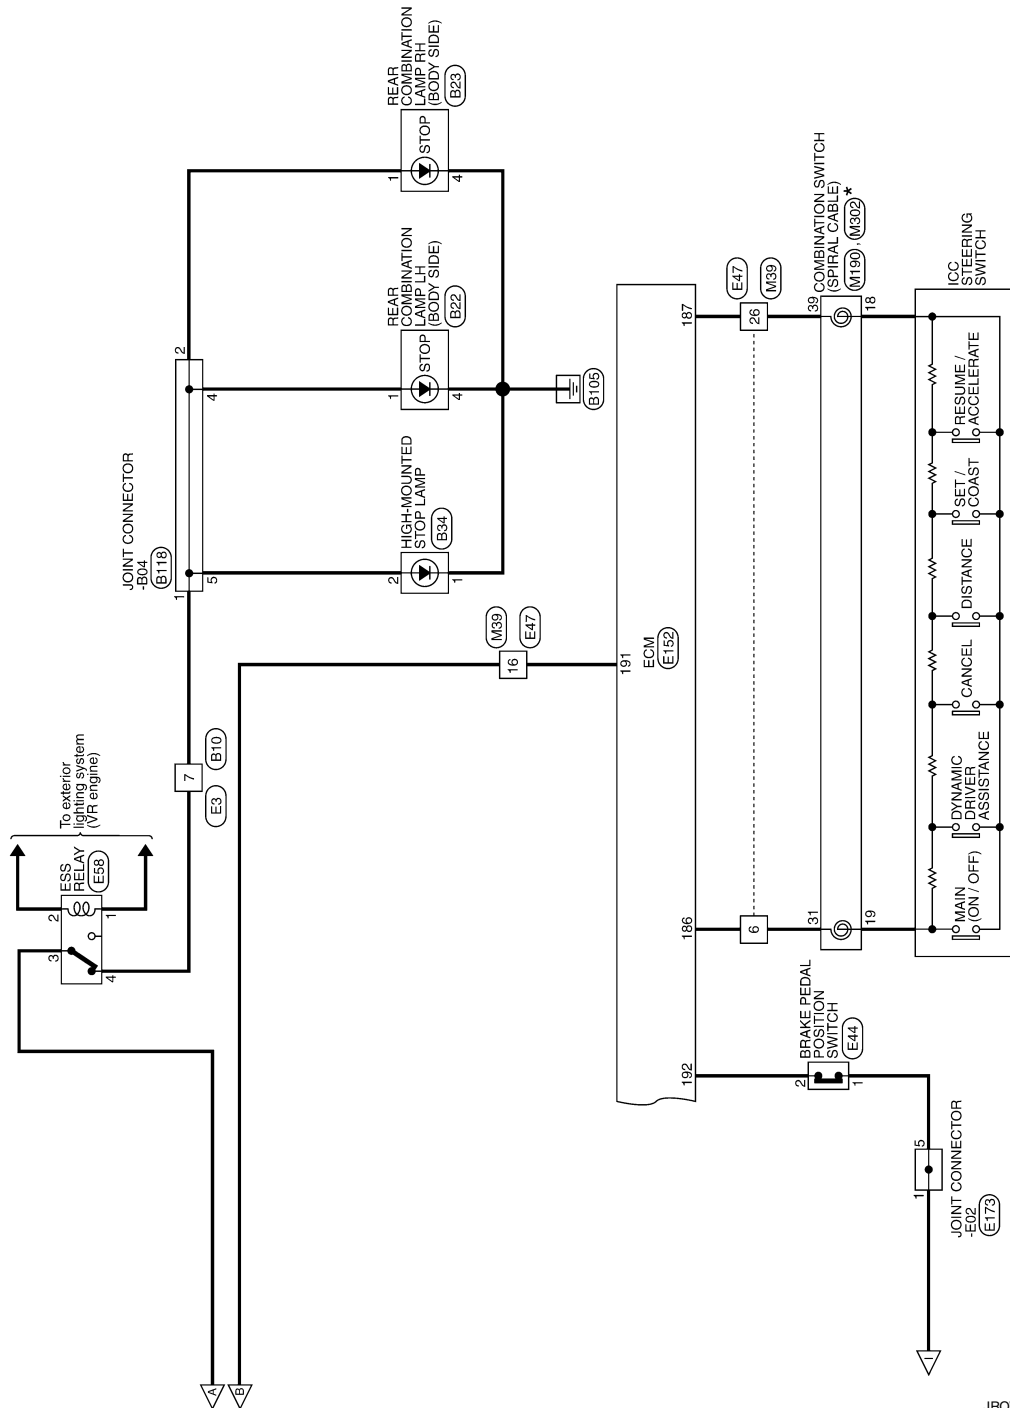 To exterior
lighting system
(VR engine)
ESS
RELAY
E58
2
1
3
4
A
B
7
E3
B10
JOINT CONNECTOR
-B04
B118
1
2
5
4
HIGH-MOUNTED
STOP LAMP
B34
2
1
REAR
COMBINATION
LAMP LH
(BODY SIDE)
B22
STOP
1
4
REAR
COMBINATION
LAMP RH
(BODY SIDE)
B23
STOP
1
4
B105
16
M39
E47
191
ECM
E152
192
186
187
BRAKE PEDAL
POSITION
SWITCH
E44
2
1
6
26
E47
M39
31
39
19
18
COMBINATION SWITCH
(SPIRAL CABLE)
M190 , M302 *
ICC
STEERING
SWITCH
MAIN
(ON / OFF)
DYNAMIC
DRIVER
ASSISTANCE
CANCEL
DISTANCE
SET /
COAST
RESUME /
ACCELERATE
I
1
5
JOINT CONNECTOR
-E02
E173